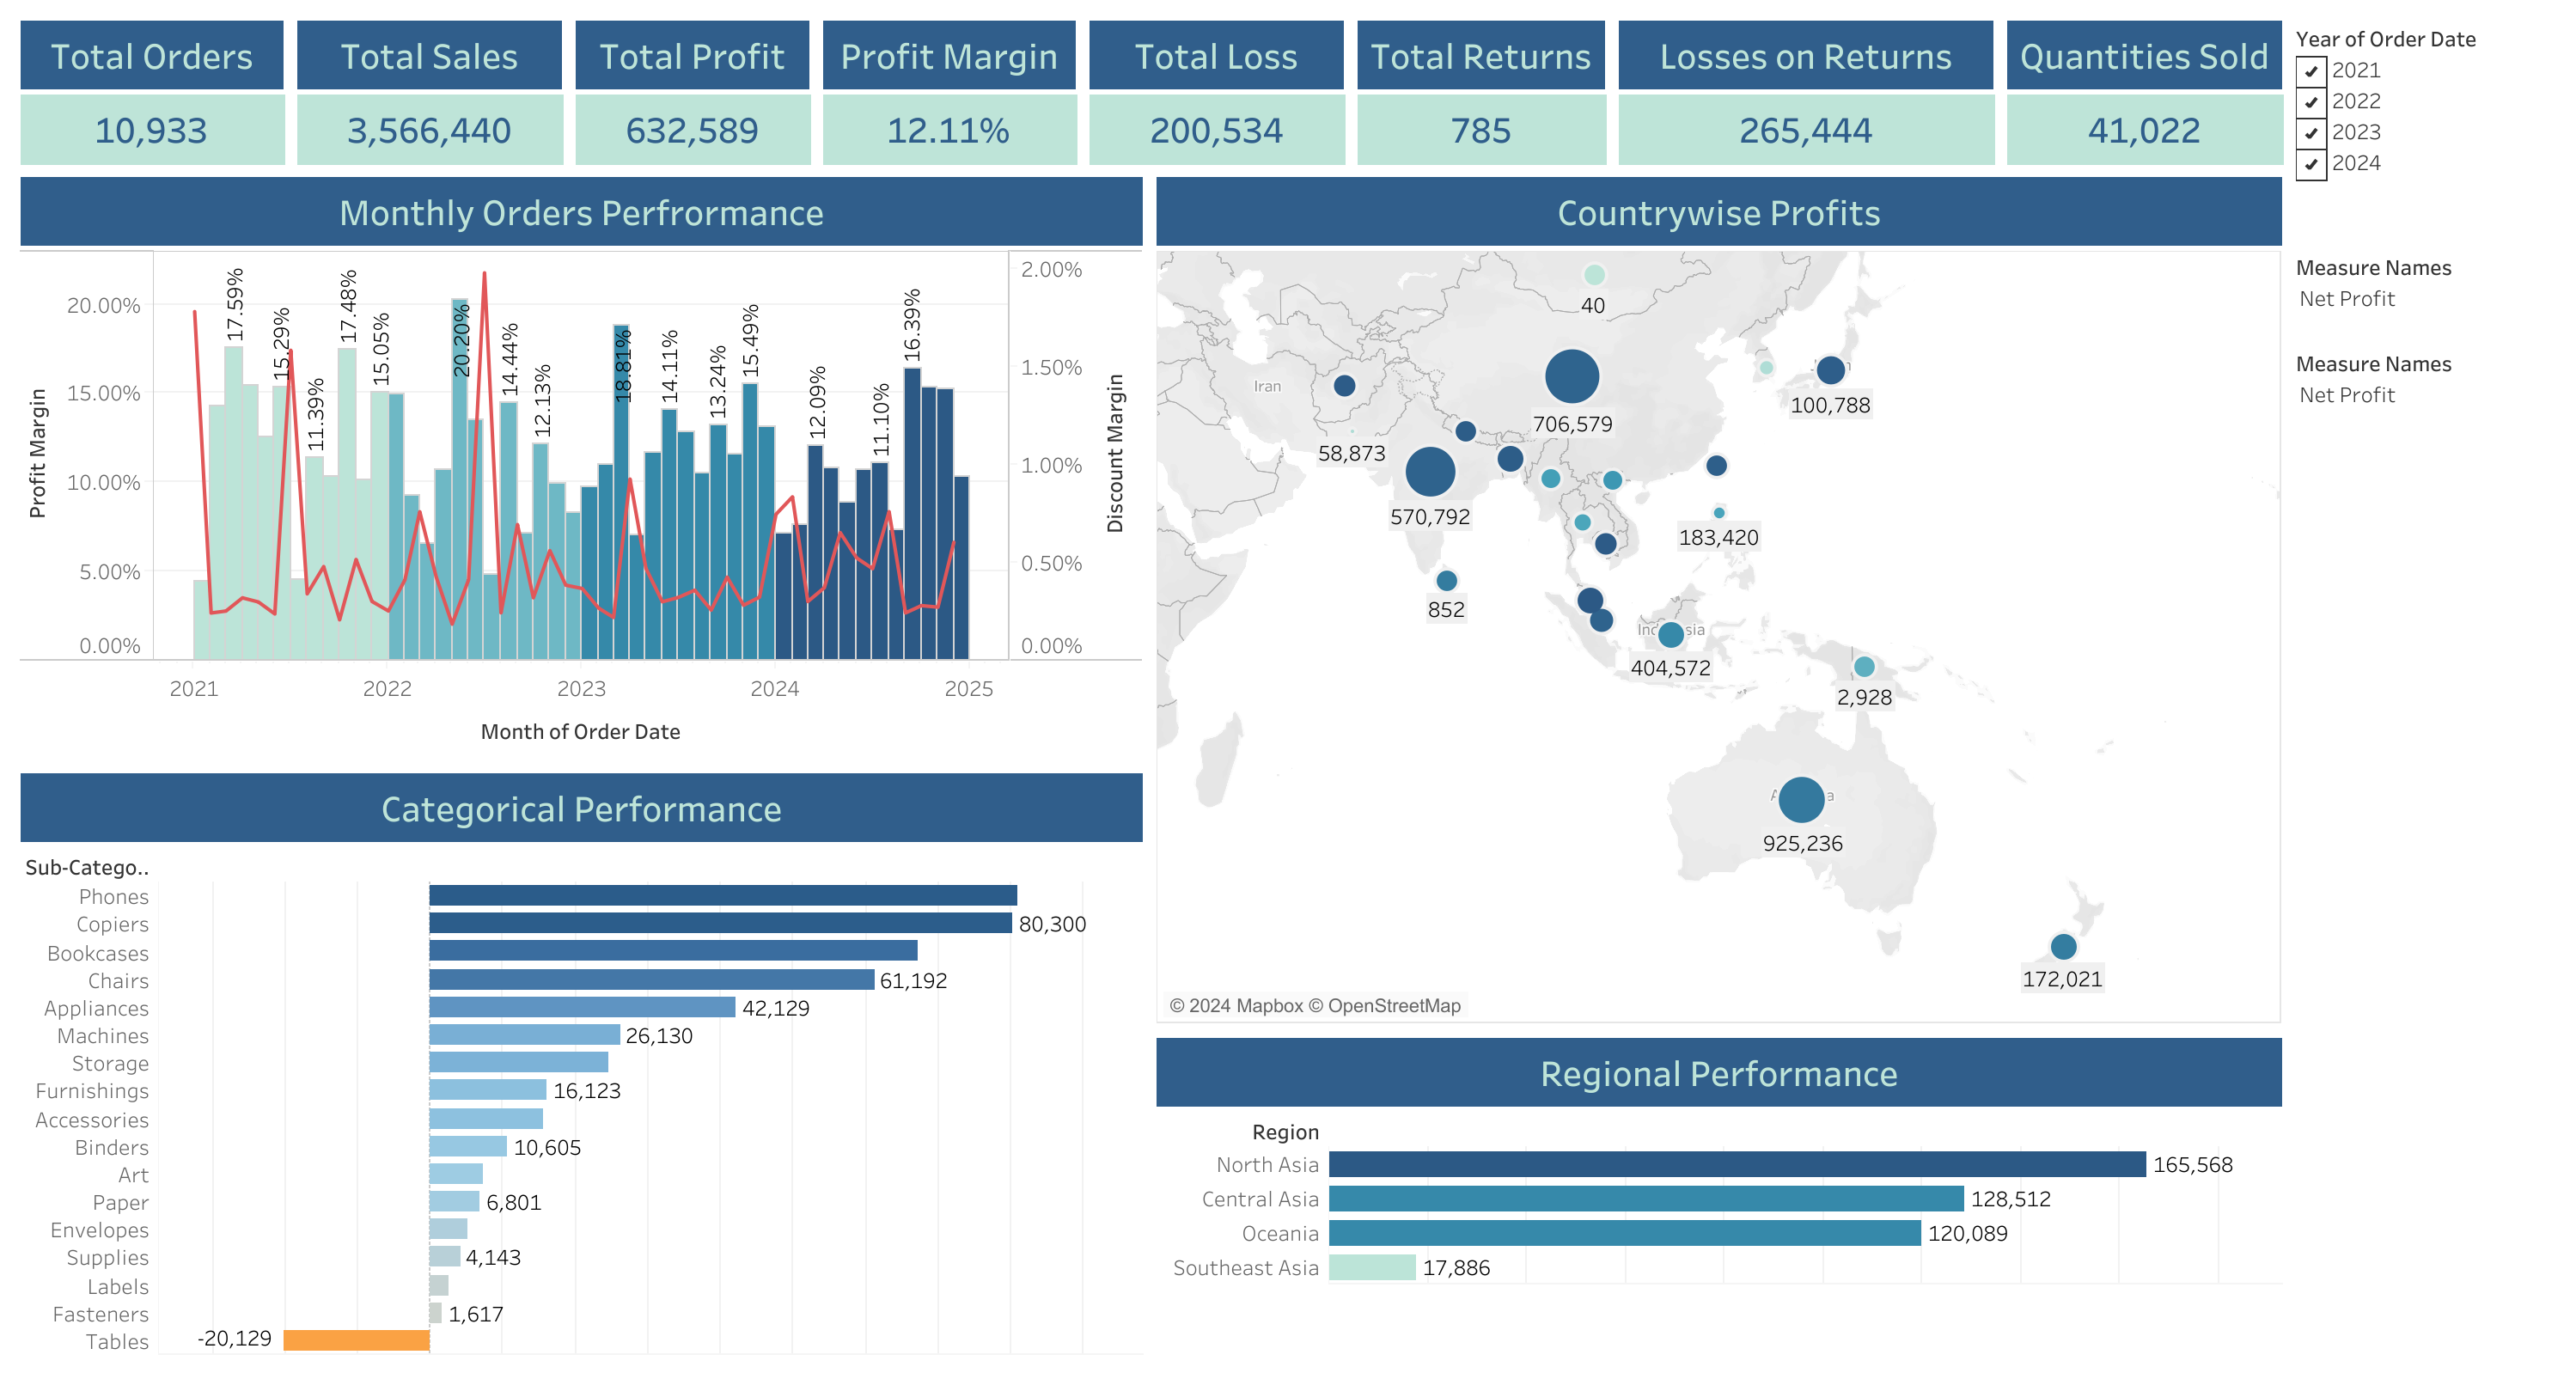 Total Orders
Total Sales
Total Profit
Profit Margin
Total Loss
Total Returns
Losses on Returns
Quantities Sold
10,933
3,566,440
632,589
12.11%
200,534
785
265,444
41,022
Year of Order Date
2021
2022
2023
2024
Measure Names
Net Profit
Measure Names
Net Profit
Monthly Orders Perfrormance
Profit Margin
20.00%
15.00%
10.00%
5.00%
0.00%
17.59%
15.29%
11.39%
17.48%
15.05%
20.20%
14.44%
12.13%
18.81%
14.11%
13.24%
15.49%
12.09%
11.10%
16.39%
2.00%
1.50%
1.00%
0.50%
0.00%
Discount Margin
2021
2022
2023
2024
2025
Month of Order Date
Countrywise Profits
40
Iran
706,579
100,788
58,873
570,792
183,420
852
404,572
2,928
925,236
172,021
© 2024 Mapbox © OpenStreetMap
Categorical Performance
Sub-Catego..
Phones
Copiers 80,300
Bookcases
Chairs 61,192
Appliances 42,129
Machines 26,130
Storage
Furnishings 16,123
Accessories
Binders 10,605
Art
Paper 6,801
Envelopes
Supplies 4,143
Labels
Fasteners 1,617
Tables -20,129
Regional Performance
Region
North Asia 165,568
Central Asia 128,512
Oceania 120,089
Southeast Asia 17,886